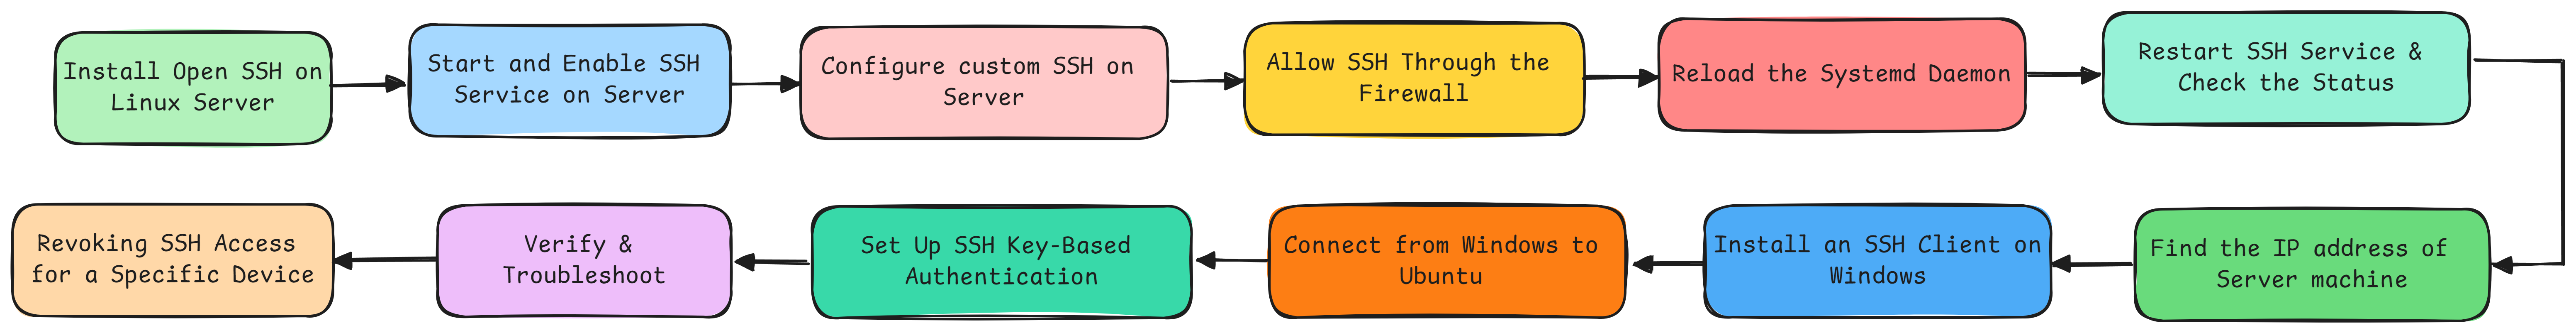 Install Open SSH on
Linux Server
Start and Enable SSH
Service on Server
Configure custom SSH on
Server
Allow SSH Through the
Firewall
Reload the Systemd Daemon
Restart SSH Service &
Check the Status
Find the IP address of
Server machine
Install an SSH Client on
Windows
Connect from Windows to
Ubuntu
Set Up SSH Key-Based
Authentication
Verify &
Troubleshoot
Revoking SSH Access
for a Specific Device